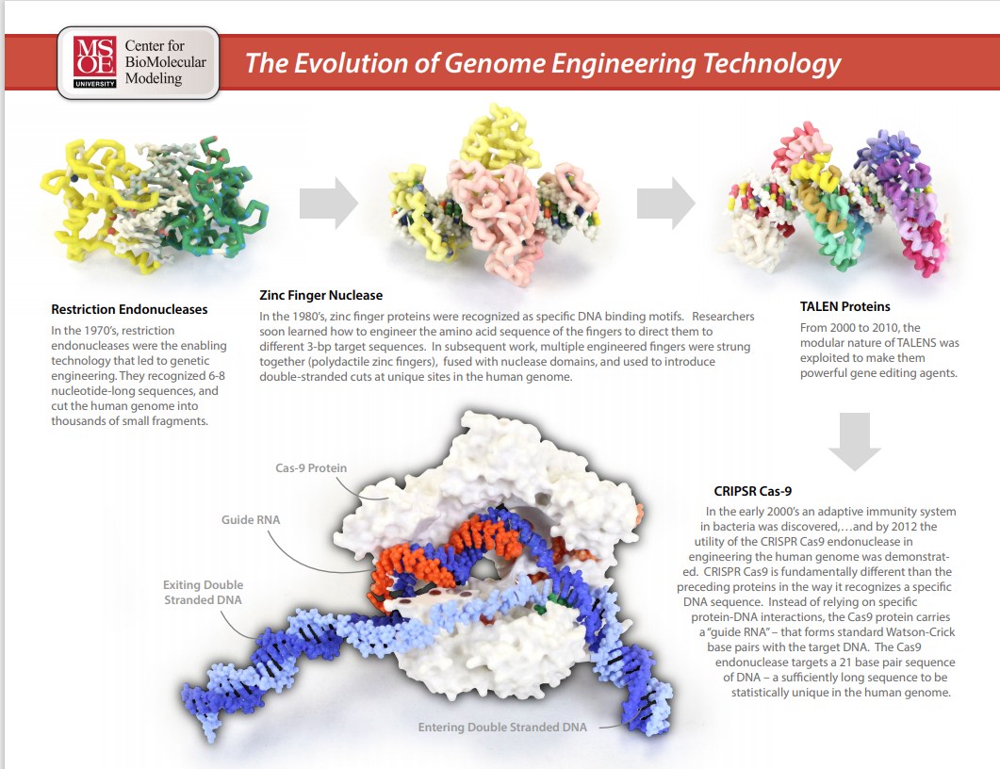 MS
OE
UNIVERSITY
Center for
BioMolecular
Modeling
The Evolution of Genome Engineering Technology
Restriction Endonucleases
In the 1970's, restriction
endonucleases were the enabling
technology that led to genetic
engineering. They recognized 6-8
nucleotide-long sequences, and
cut the human genome into
thousands of small fragments.
Zinc Finger Nuclease
In the 1980's, zinc finger proteins were recognized as specific DNA binding motifs. Researchers
soon learned how to engineer the amino acid sequence of the fingers to direct them to
different 3-bp target sequences. In subsequent work, multiple engineered fingers were strung
together (polydactile zinc fingers), fused with nuclease domains, and used to introduce
double-stranded cuts at unique sites in the human genome.
TALEN Proteins
From 2000 to 2010, the
modular nature of TALENS was
exploited to make them
powerful gene editing agents.
Cas-9 Protein
Guide RNA
Exiting Double
Stranded DNA
Entering Double Stranded DNA
CRIPSR Cas-9
In the early 2000's an adaptive immunity system
in bacteria was discovered,...and by 2012 the
utility of the CRISPR Cas9 endonuclease in
engineering the human genome was demonstrat-
ed. CRISPR Cas9 is fundamentally different than the
preceding proteins in the way it recognizes a specific
DNA sequence. Instead of relying on specific
protein-DNA interactions, the Cas9 protein carries
a "guide RNA" – that forms standard Watson-Crick
base pairs with the target DNA. The Cas9
endonuclease targets a 21 base pair sequence
of DNA – a sufficiently long sequence to be
statistically unique in the human genome.